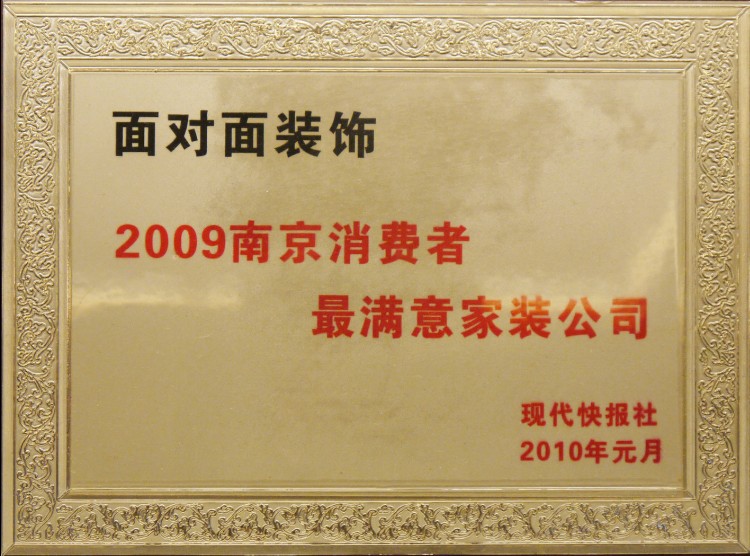 面对面装饰
2009南京消费者
最满意家装公司
现代快报社
2010年元月